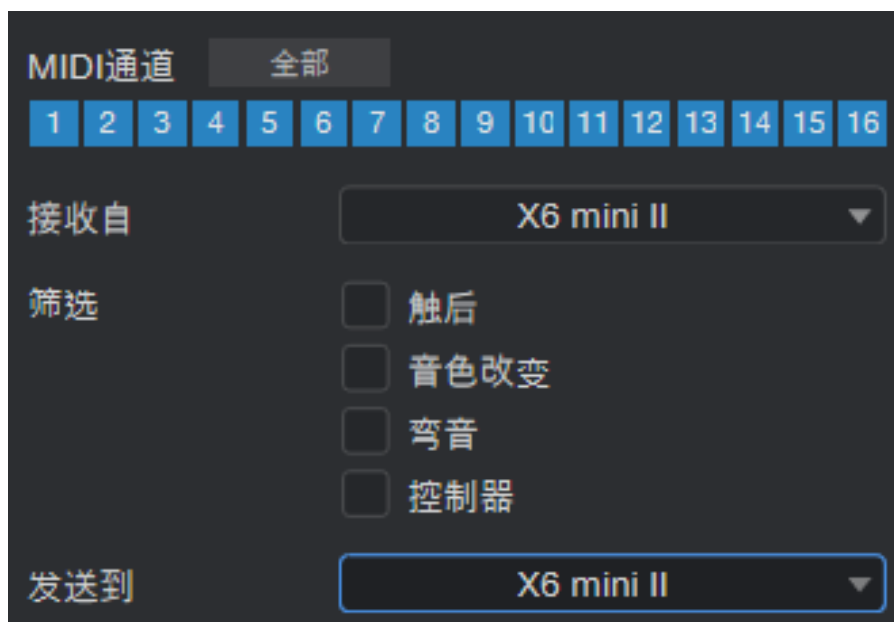 MIDI通道 全部
1 2 3 4 5 6 7 8 9 10 11 12 13 14 15 16
接收自 X6 mini II
筛选 触后
音色改变
弯音
控制器
发送到 X6 mini II